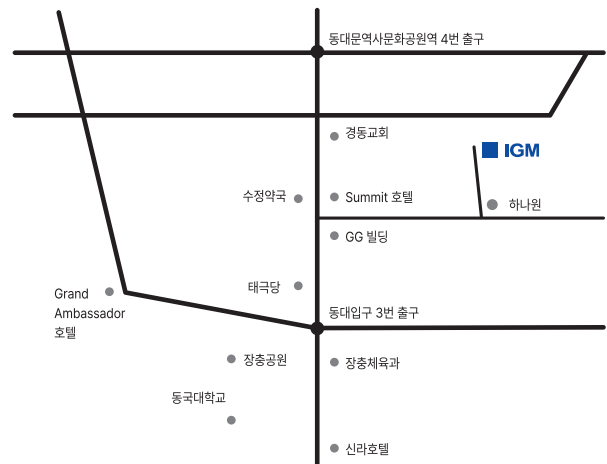 동대문역사문화공원역 4번 출구
경동교회
IGM
수정약국
Summit 호텔
하나원
GG 빌딩
태극당
Grand
Ambassador
호텔
동대입구 3번 출구
장충공원
장충체육과
동국대학교
신라호텔